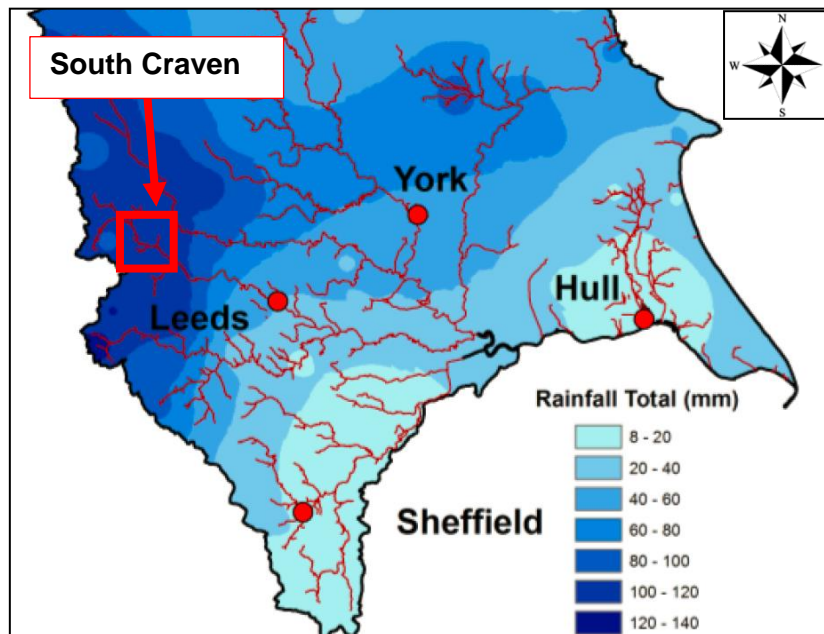 South Craven
N
W
E
S
York
Leeds
Hull
Sheffield
Rainfall Total (mm)
8 - 20
20 - 40
40 - 60
60 - 80
80 - 100
100 - 120
120 - 140